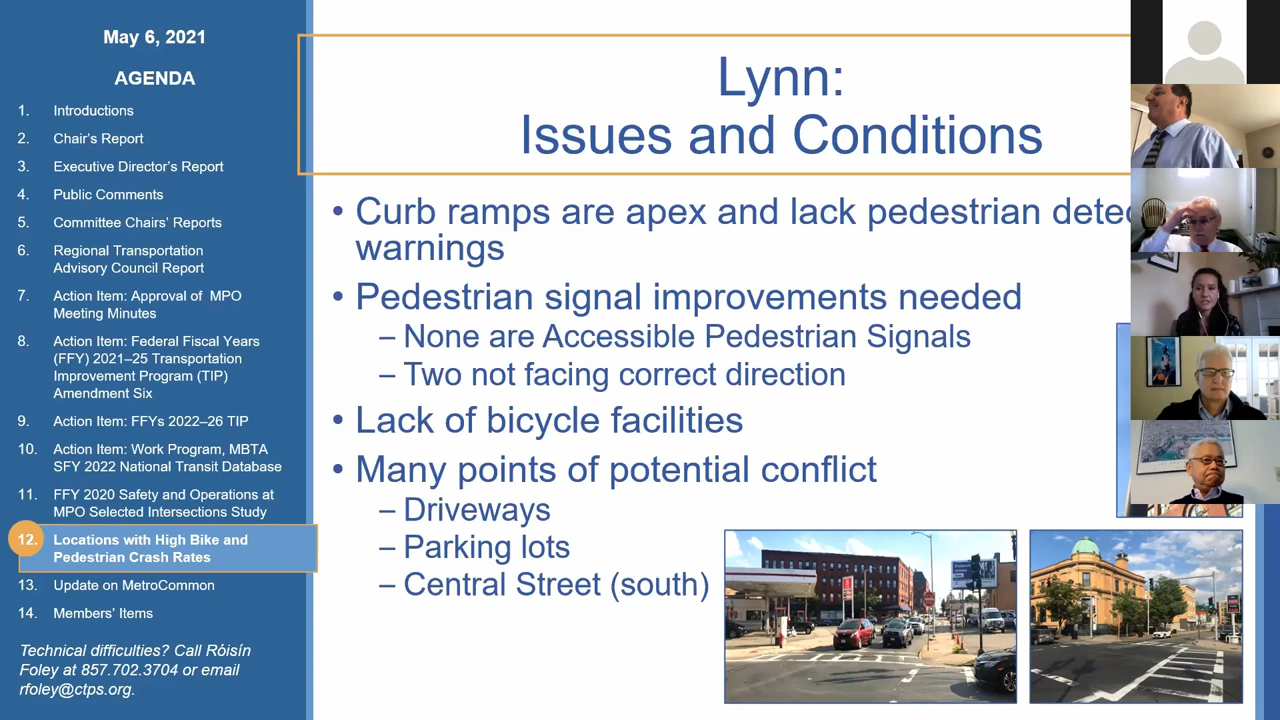 May 6, 2021
AGENDA
1. Introductions
2. Chair's Report
3. Executive Director's Report
4. Public Comments
5. Committee Chairs' Reports
6. Regional Transportation
Advisory Council Report
7. Action Item: Approval of MPO
Meeting Minutes
8. Action Item: Federal Fiscal Years
(FFY) 2021–25 Transportation
Improvement Program (TIP)
Amendment Six
9. Action Item: FFYs 2022–26 TIP
10. Action Item: Work Program, MBTA
SFY 2022 National Transit Database
11. FFY 2020 Safety and Operations at
MPO Selected Intersections Study
12. Locations with High Bike and
Pedestrian Crash Rates
13. Update on MetroCommon
14. Members' Items
Technical difficulties? Call Róisín
Foley at 857.702.3704 or email
rfoley@ctps.org.
Lynn:
Issues and Conditions
• Curb ramps are apex and lack pedestrian
warnings
• Pedestrian signal improvements needed
– None are Accessible Pedestrian Signals
– Two not facing correct direction
• Lack of bicycle facilities
• Many points of potential conflict
– Driveways
– Parking lots
– Central Street (south)